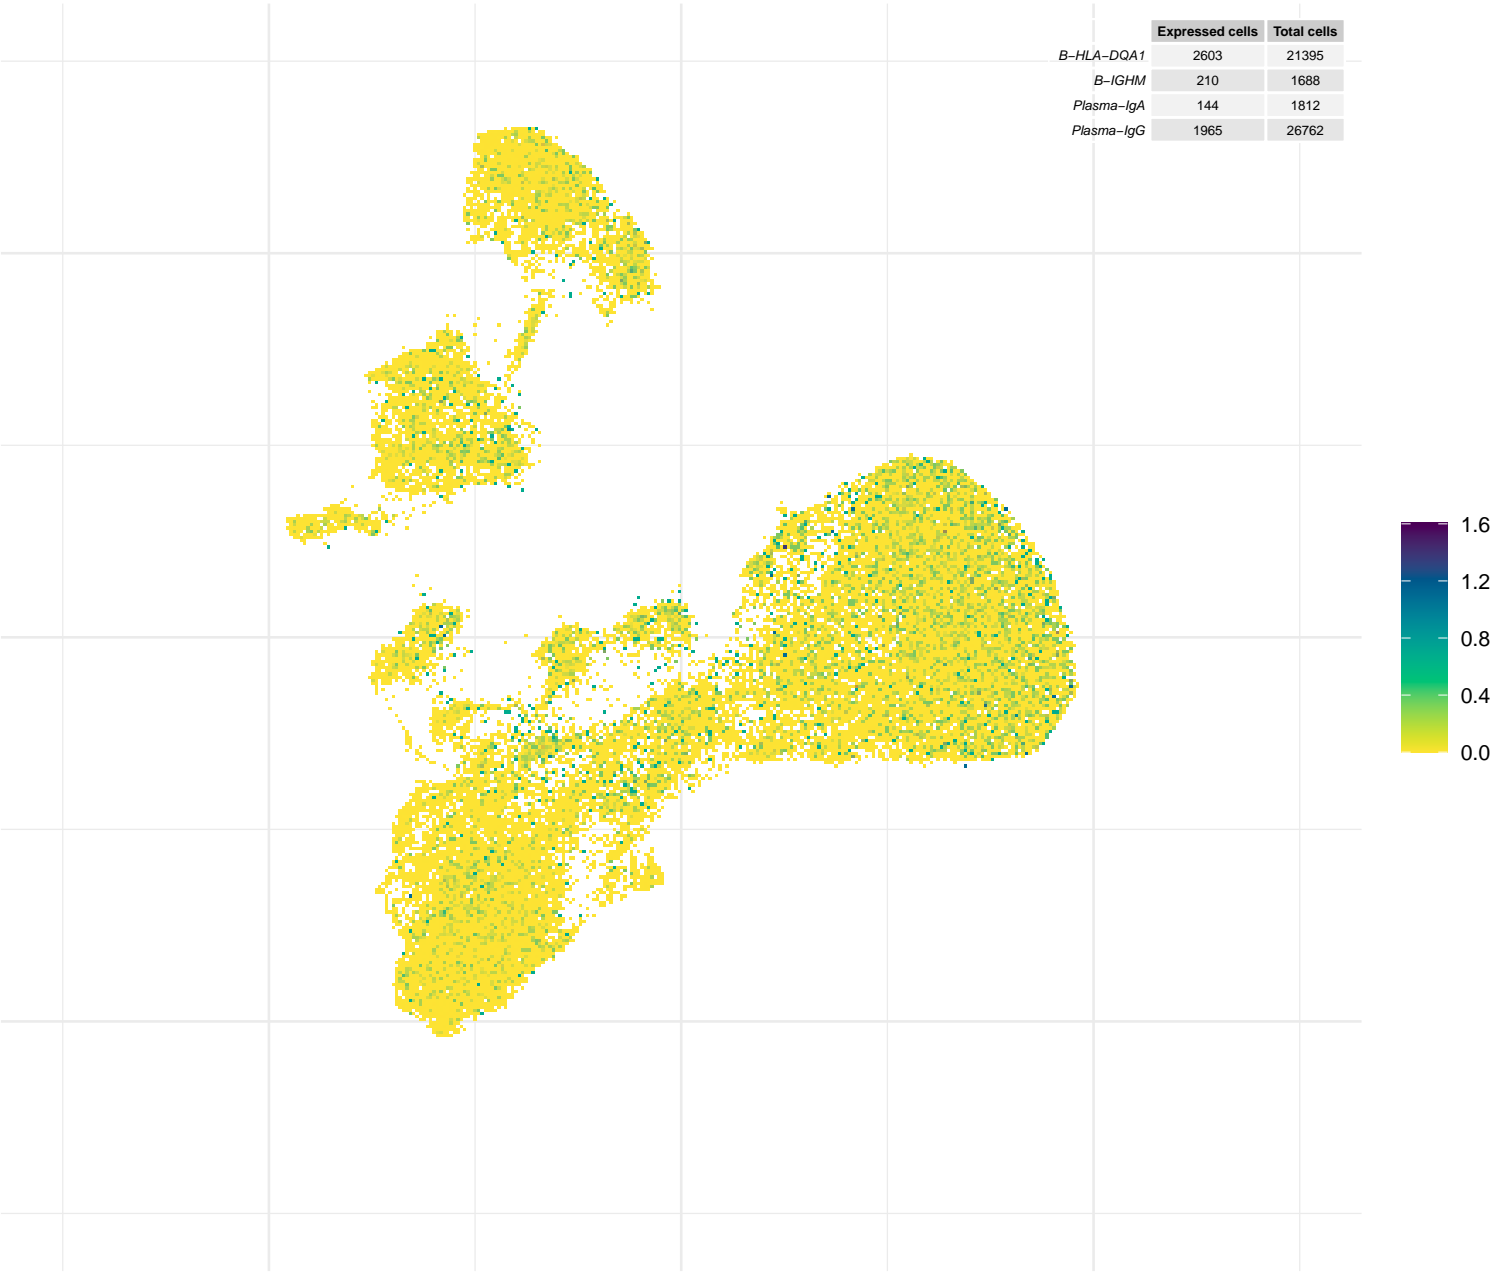 Expressed cells Total cells
B–HLA–DQA1 2603 21395
B–IGHM 210 1688
Plasma–IgA 144 1812
Plasma–IgG 1965 26762
1.6
1.2
0.8
0.4
0.0